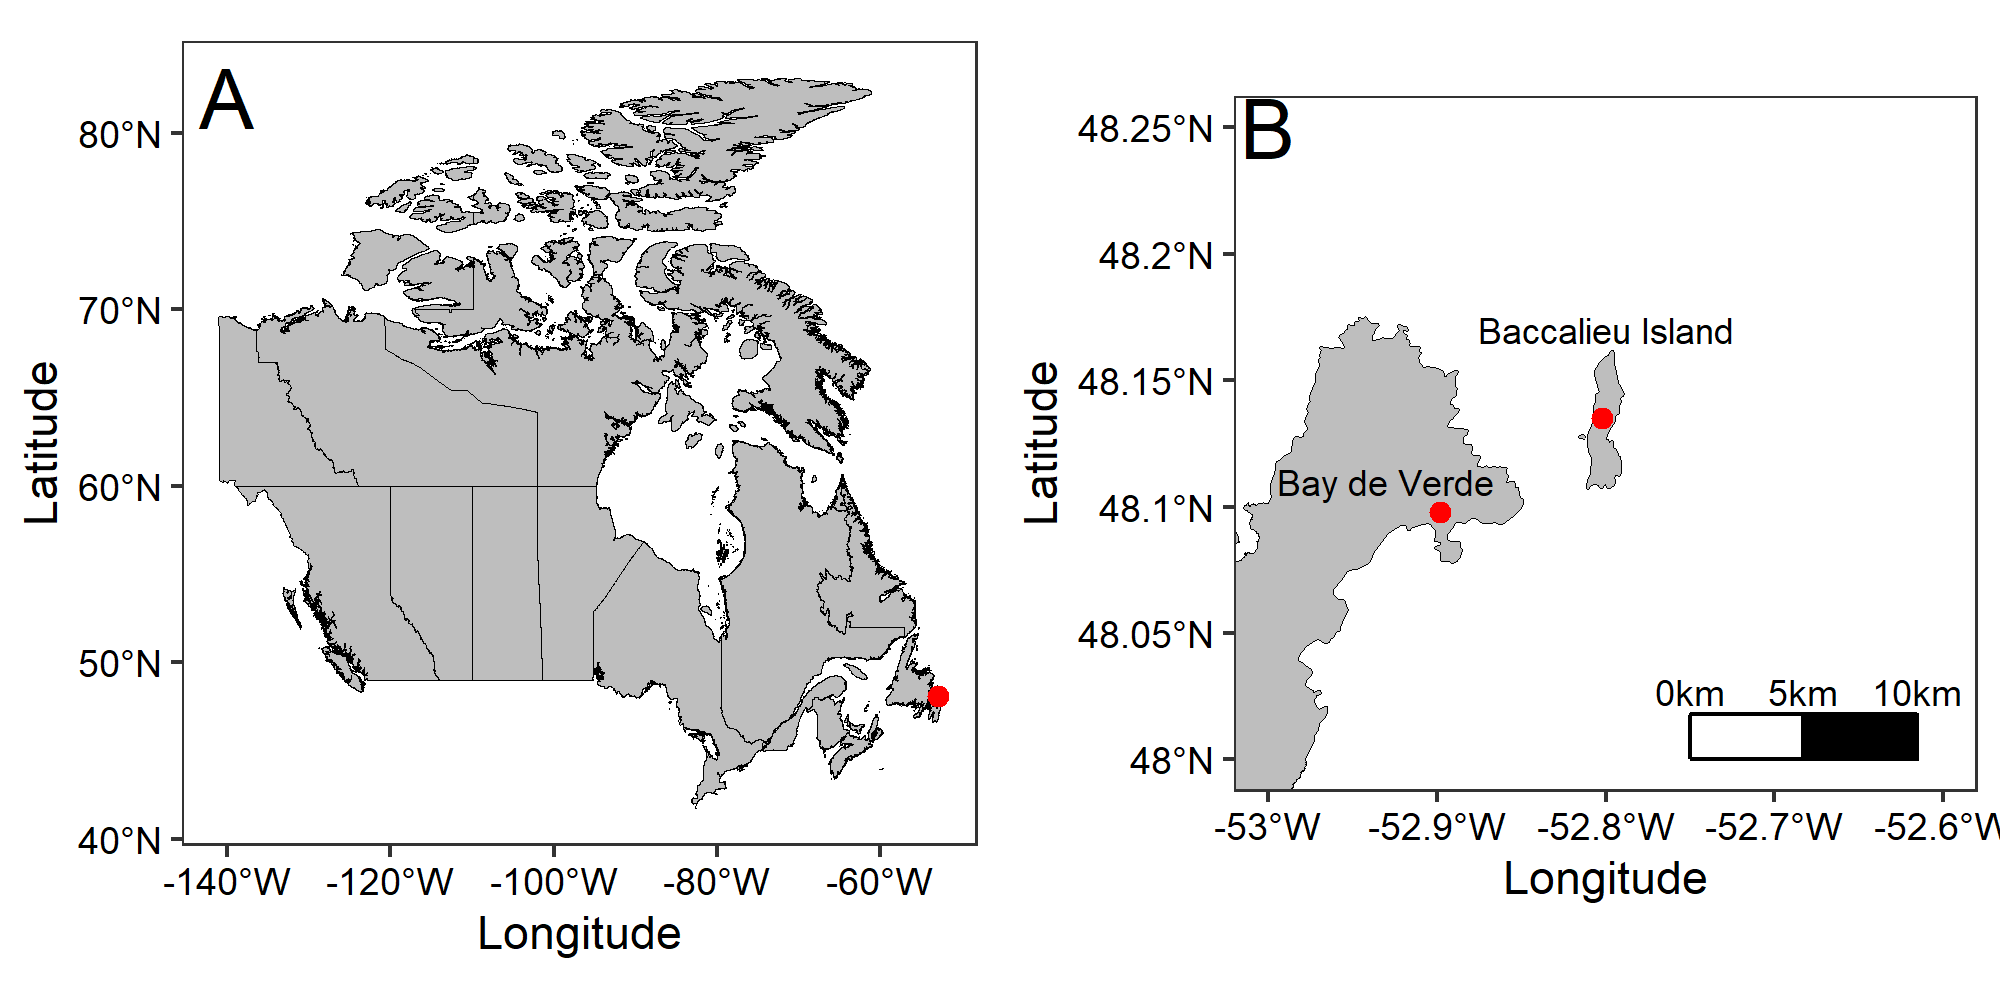 A
80°N
70°N
60°N
50°N
40°N
Latitude
-140°W -120°W -100°W -80°W -60°W
Longitude
B
48.25°N
48.2°N
48.15°N
48.1°N
48.05°N
48°N
Latitude
Baccalieu Island
Bay de Verde
0km 5km 10km
-53°W -52.9°W -52.8°W -52.7°W -52.6°W
Longitude